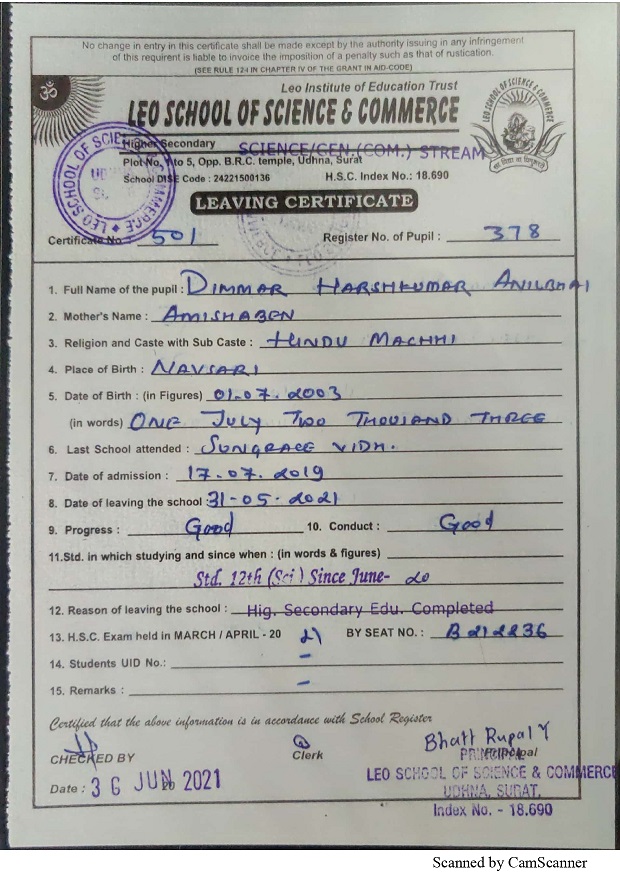 No change in entry in this certificate shall be made except by the authority issuing in any infringement
of this requirent is liable to invoice the imposition of a penalty such as that of rustication.
(SEE RULE 124 IN CHAPTER IV OF THE GRANT IN AID-CODE)
ॐ
Leo Institute of Education Trust
LEO SCHOOL OF SCIENCE & COMMERCE
Higher Secondary SCIENCE/GEN.(COM.) STREAM
Plot No. 1 to 5, Opp. B.R.C. temple, Udhna, Surat
School DISE Code : 24221500136 H.S.C. Index No.: 18.690
LEO SCHOOL OF SCIENCE & COMMERCE
LEAVING CERTIFICATE
Certificate No. 501 Register No. of Pupil : 378
1. Full Name of the pupil : DIMMAR HARSHKUMAR ANILBHAI
2. Mother's Name : AMISHABEN
3. Religion and Caste with Sub Caste : HINDU MACHHI
4. Place of Birth : NAVSARI
5. Date of Birth : (in Figures) 01.07.2003
(in words) ONE JULY TWO THOUSAND THREE
6. Last School attended : SUNGRACE VIDH.
7. Date of admission : 17.07.2019
8. Date of leaving the school : 31-05-2021
9. Progress : Good 10. Conduct : Good
11.Std. in which studying and since when : (in words & figures)
Std. 12th (Sci) Since June- 20
12. Reason of leaving the school : Hig. Secondary Edu. Completed
13. H.S.C. Exam held in MARCH / APRIL - 20 21 BY SEAT NO. : B 212236
14. Students UID No.: -
15. Remarks : -
Certified that the above information is in accordance with School Register
Bhatt Rupal Y
CHECKED BY Clerk PRINCIPAL
LEO SCHOOL OF SCIENCE & COMMERCE
Date : 30 JUN 2021 UDHNA, SURAT.
Index No. - 18.690
Scanned by CamScanner